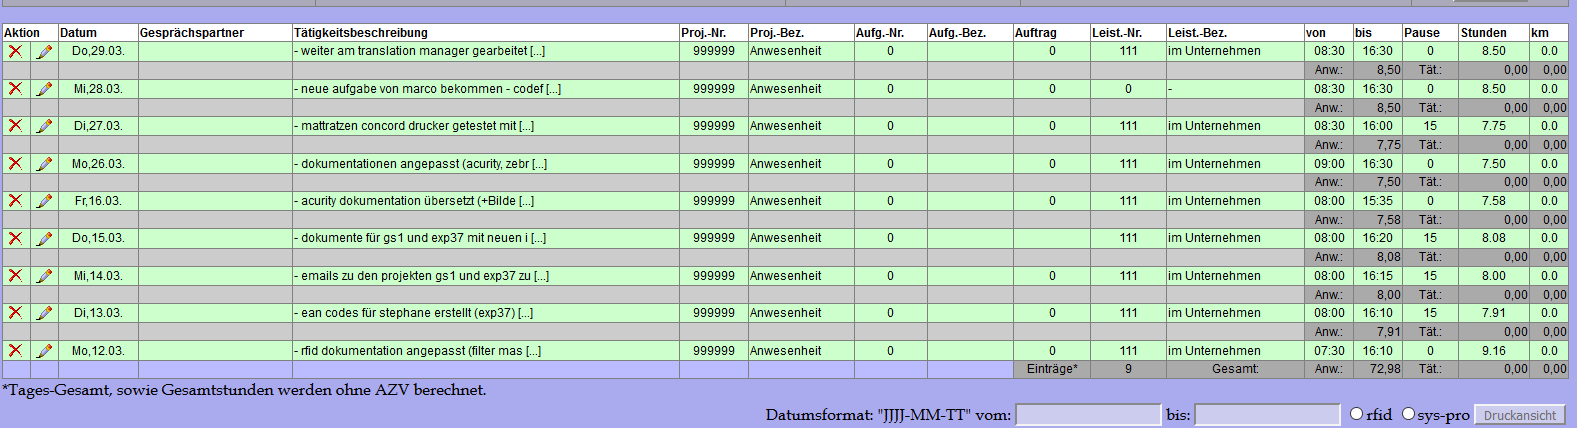 Aktion Datum Gesprächspartner Tätigkeitsbeschreibung Proj.-Nr. Proj.-Bez. Aufg.-Nr. Aufg.-Bez. Auftrag Leist.-Nr. Leist.-Bez. von bis Pause Stunden km
Do,29.03. - weiter am translation manager gearbeitet [...] 999999 Anwesenheit 0 0 111 im Unternehmen 08:30 16:30 0 8.50 0.0
Anw.: 8,50 Tät.: 0,00 0,00
Mi,28.03. - neue aufgabe von marco bekommen - codef [...] 999999 Anwesenheit 0 0 0 - 08:30 16:30 0 8.50 0.0
Anw.: 8,50 Tät.: 0,00 0,00
Di,27.03. - mattratzen concord drucker getestet mit [...] 999999 Anwesenheit 0 0 111 im Unternehmen 08:30 16:00 15 7.75 0.0
Anw.: 7,75 Tät.: 0,00 0,00
Mo,26.03. - dokumentationen angepasst (acurity, zebr [...] 999999 Anwesenheit 0 0 111 im Unternehmen 09:00 16:30 0 7.50 0.0
Anw.: 7,50 Tät.: 0,00 0,00
Fr,16.03. - acurity dokumentation übersetzt (+Bilde [...] 999999 Anwesenheit 0 0 111 im Unternehmen 08:00 15:35 0 7.58 0.0
Anw.: 7,58 Tät.: 0,00 0,00
Do,15.03. - dokumente für gs1 und exp37 mit neuen i [...] 999999 Anwesenheit 0 111 im Unternehmen 08:00 16:20 15 8.08 0.0
Anw.: 8,08 Tät.: 0,00 0,00
Mi,14.03. - emails zu den projekten gs1 und exp37 zu [...] 999999 Anwesenheit 0 0 111 im Unternehmen 08:00 16:15 15 8.00 0.0
Anw.: 8,00 Tät.: 0,00 0,00
Di,13.03. - ean codes für stephane erstellt (exp37) [...] 999999 Anwesenheit 0 0 111 im Unternehmen 08:00 16:10 15 7.91 0.0
Anw.: 7,91 Tät.: 0,00 0,00
Mo,12.03. - rfid dokumentation angepasst (filter mas [...] 999999 Anwesenheit 0 0 111 im Unternehmen 07:30 16:10 0 9.16 0.0
Einträge* 9 Gesamt: Anw.: 72,98 Tät.: 0,00 0,00
*Tages-Gesamt, sowie Gesamtstunden werden ohne AZV berechnet.
Datumsformat: "JJJJ-MM-TT" vom: bis: rfid sys-pro Druckansicht